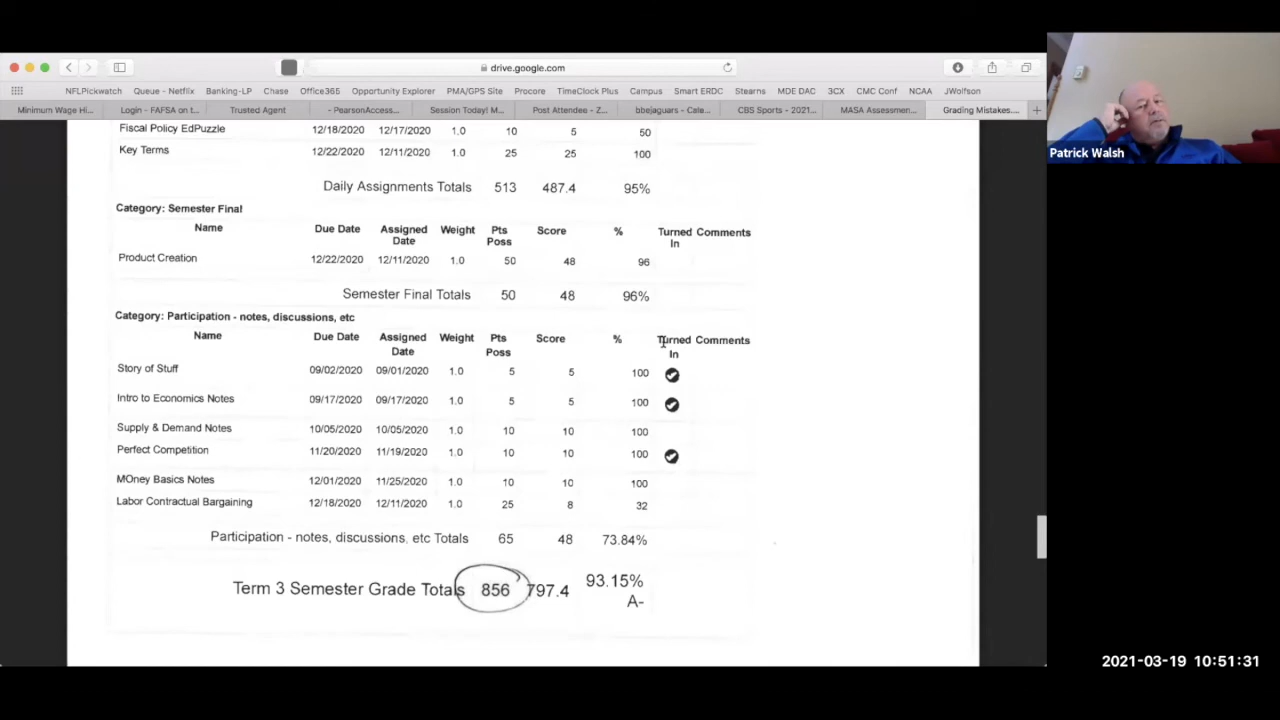 drive.google.com
NFLPickwatch Queue - Netflix Banking-LP Chase Office365 Opportunity Explorer PMA/GPS Site Procore TimeClock Plus Campus Smart ERDC Stearns MDE DAC 3CX CMC Conf NCAA JWolfson
Minimum Wage Hi... Login - FAFSA on t... Trusted Agent - PearsonAccess... Session Today! M... Post Attendee - Z... bbejaguars - Cale... CBS Sports - 2021... MASA Assessmen... Grading Mistakes....
Fiscal Policy EdPuzzle 12/18/2020 12/17/2020 1.0 10 5 50
Key Terms 12/22/2020 12/11/2020 1.0 25 25 100
Daily Assignments Totals 513 487.4 95%
Category: Semester Final
Name Due Date Assigned Weight Pts Score % Turned Comments
Date Poss In
Product Creation 12/22/2020 12/11/2020 1.0 50 48 96
Semester Final Totals 50 48 96%
Category: Participation - notes, discussions, etc
Name Due Date Assigned Weight Pts Score % Turned Comments
Date Poss In
Story of Stuff 09/02/2020 09/01/2020 1.0 5 5 100
Intro to Economics Notes 09/17/2020 09/17/2020 1.0 5 5 100
Supply & Demand Notes 10/05/2020 10/05/2020 1.0 10 10 100
Perfect Competition 11/20/2020 11/19/2020 1.0 10 10 100
MOney Basics Notes 12/01/2020 11/25/2020 1.0 10 10 100
Labor Contractual Bargaining 12/18/2020 12/11/2020 1.0 25 8 32
Participation - notes, discussions, etc Totals 65 48 73.84%
Term 3 Semester Grade Totals 856 797.4 93.15%
A-
Patrick Walsh
2021-03-19 10:51:31